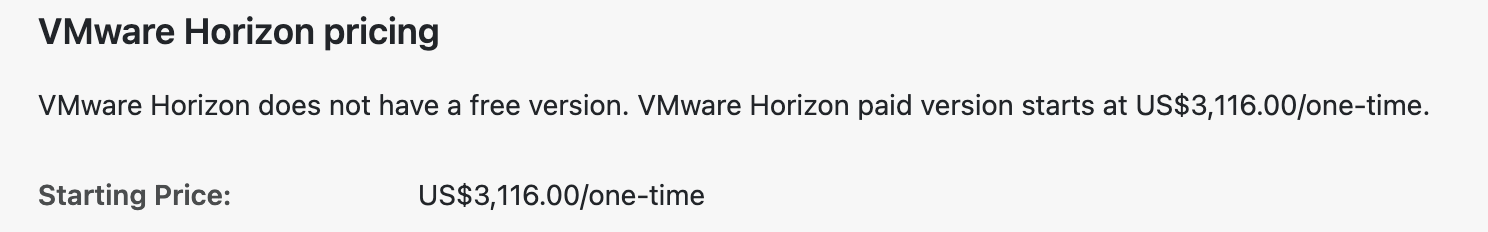 VMware Horizon pricing
VMware Horizon does not have a free version. VMware Horizon paid version starts at US$3,116.00/one-time.
Starting Price: US$3,116.00/one-time